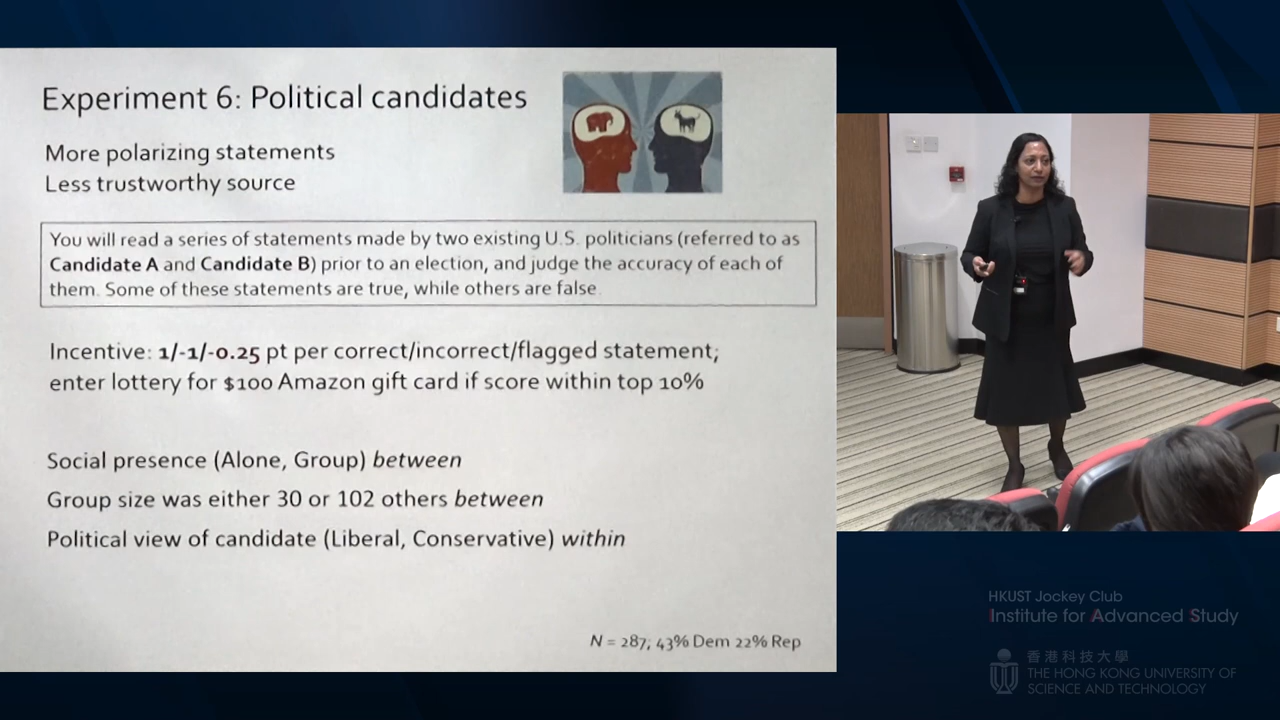 Experiment 6: Political candidates
More polarizing statements
Less trustworthy source
You will read a series of statements made by two existing U.S. politicians (referred to as
Candidate A and Candidate B) prior to an election, and judge the accuracy of each of
them. Some of these statements are true, while others are false.
Incentive: 1/-1/-0.25 pt per correct/incorrect/flagged statement;
enter lottery for $100 Amazon gift card if score within top 10%
Social presence (Alone, Group) between
Group size was either 30 or 102 others between
Political view of candidate (Liberal, Conservative) within
N = 287; 43% Dem 22% Rep
HKUST Jockey Club
Institute for Advanced Study
香港科技大學
THE HONG KONG UNIVERSITY OF
SCIENCE AND TECHNOLOGY